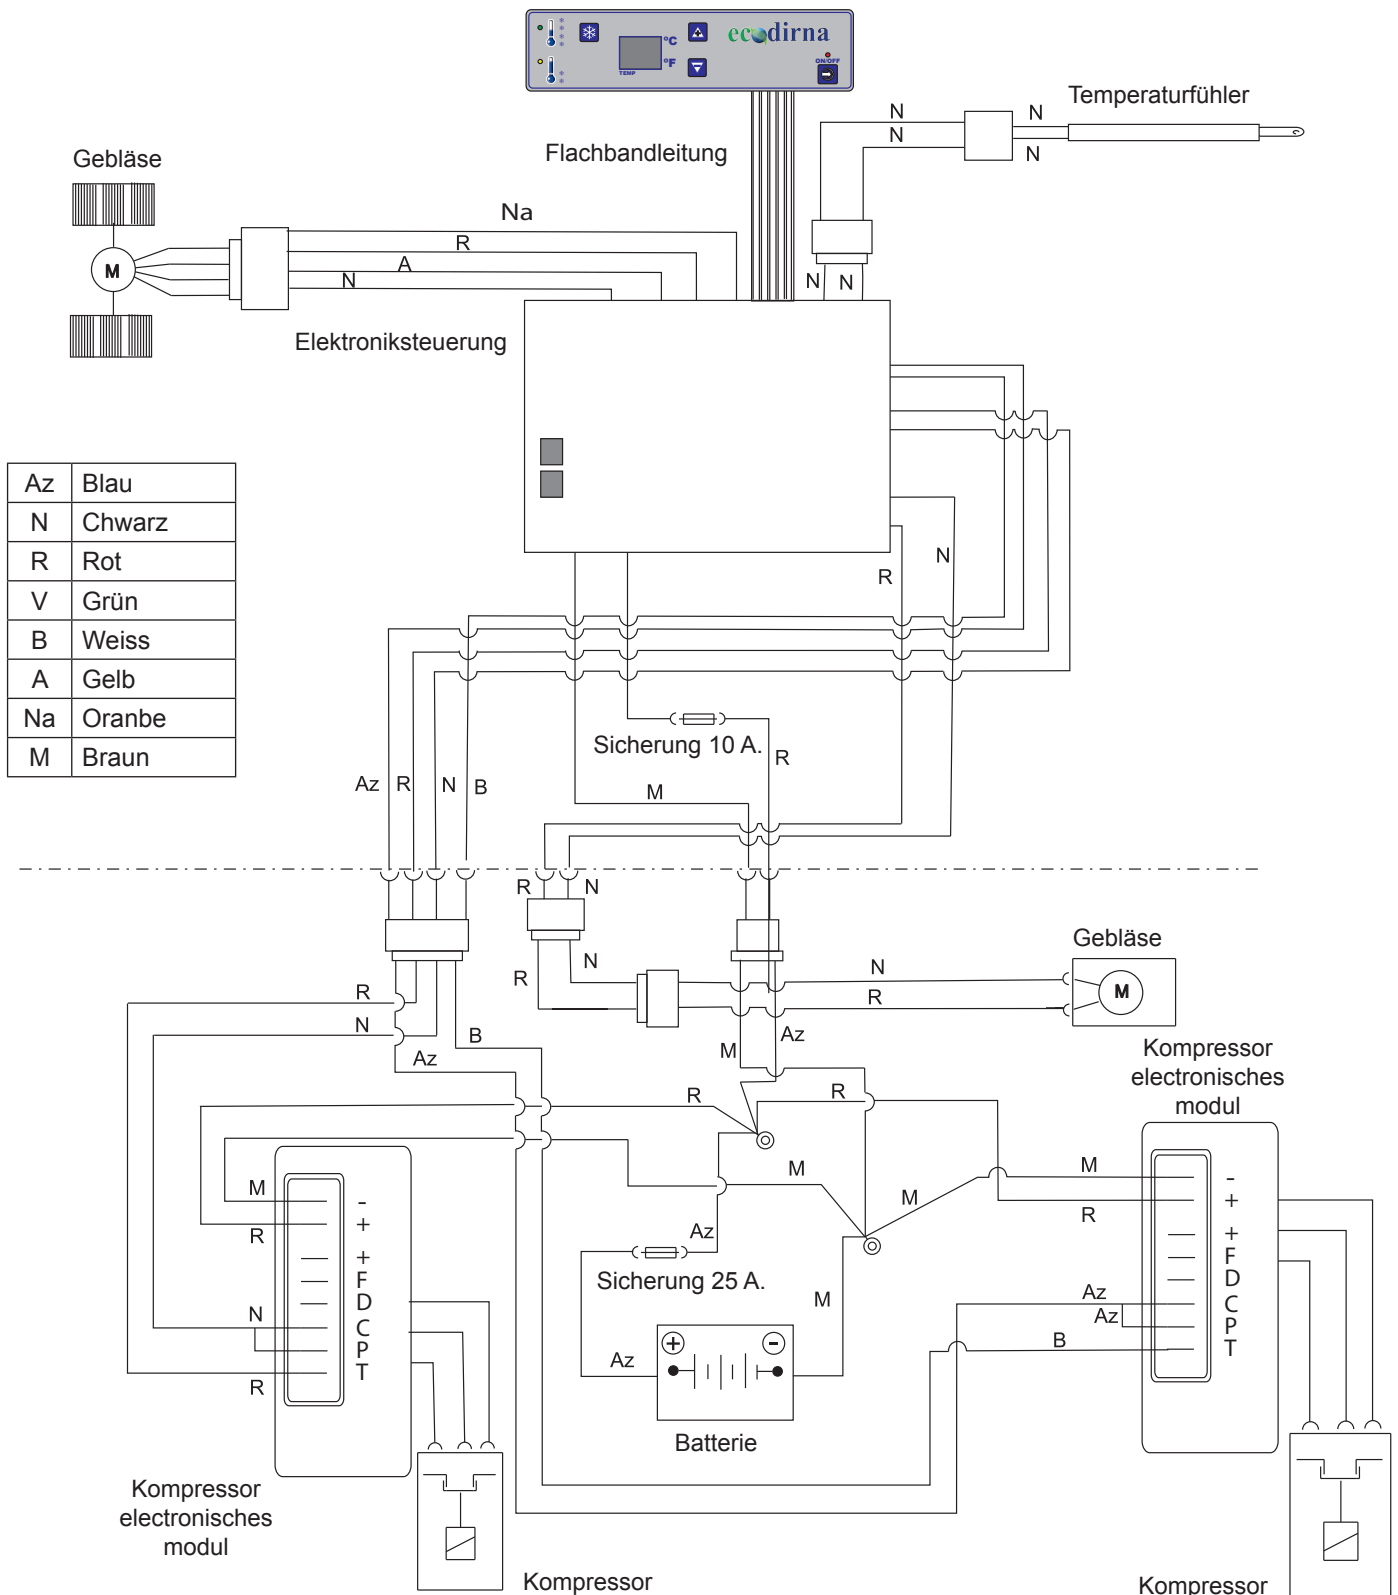 ecodirna
°C
°F
TEMP
ON/OFF
Temperaturfühler
Flachbandleitung
N
N
N
N
N
N
Gebläse
M
Na
R
A
N
Elektroniksteuerung
Az Blau
N Chwarz
R Rot
V Grün
B Weiss
A Gelb
Na Oranbe
M Braun
R
N
Sicherung 10 A.
R
M
Az
R
N
B
R
N
R
N
Gebläse
M
N
R
R
N
Az
B
M
Az
Kompressor
electronisches
modul
R
R
M
M
M
R
Az
Sicherung 25 A.
M
Az
+
-
Batterie
M
R
N
R
-
+
+
F
D
C
P
T
Az
Az
B
-
+
+
F
D
C
P
T
Kompressor
electronisches
modul
Kompressor
Kompressor